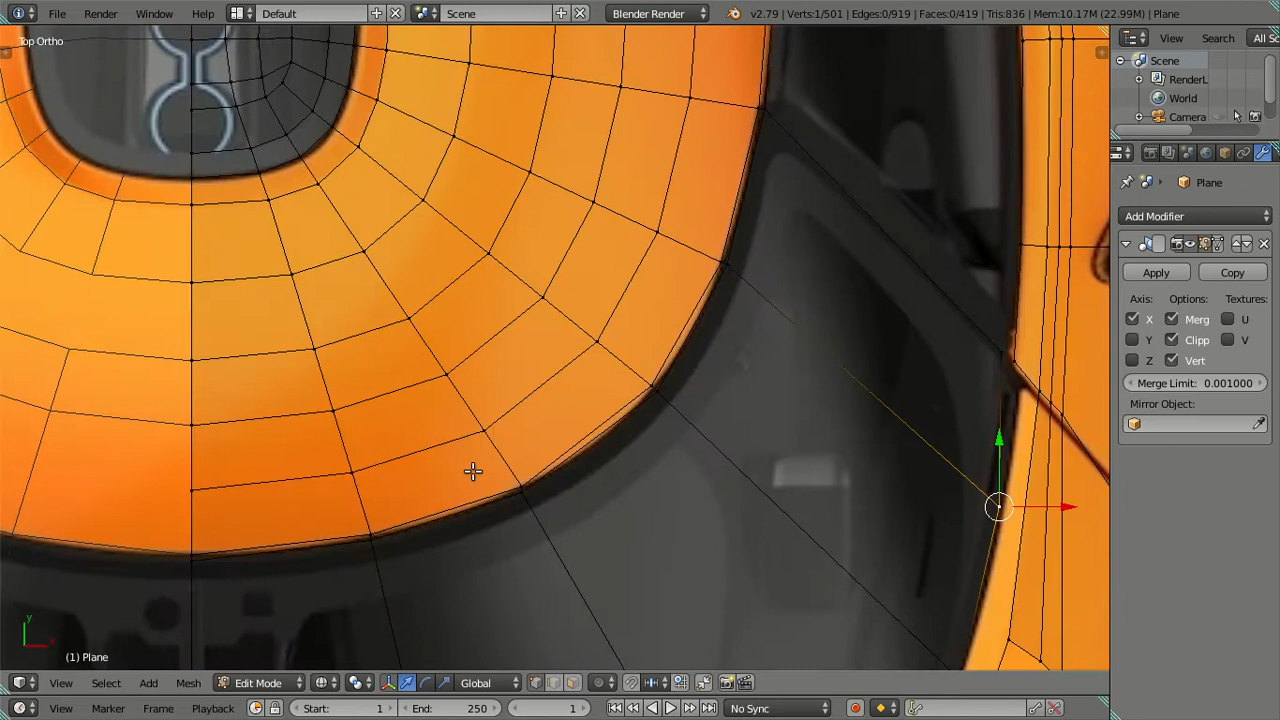 File Render Window Help Default Scene Blender Render v2.79 | Verts:1/501 | Edges:0/919 | Faces:0/419 | Tris:836 | Mem:10.17M (22.99M) | Plane
Top Ortho
View Search All Sc
Scene
RenderL
World
Camera
Plane
Add Modifier
Apply Copy
Axis: Options: Textures:
X Merg U
Y Clipp V
Z Vert
Merge Limit: 0.001000
Mirror Object:
y
x
(1) Plane
View Select Add Mesh Edit Mode Global
View Marker Frame Playback Start: 1 End: 250 1 No Sync